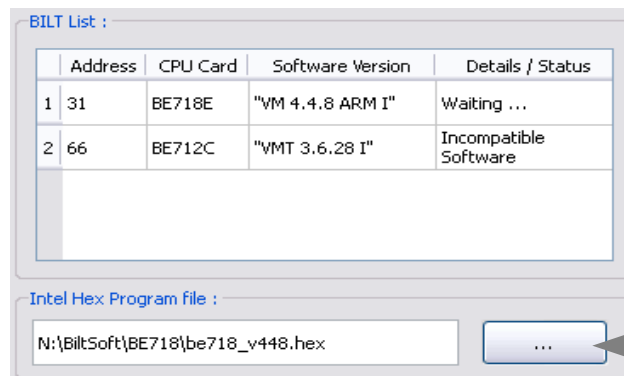 BILT List :
Address CPU Card Software Version Details / Status
1 31 BE718E "VM 4.4.8 ARM I" Waiting ...
2 66 BE712C "VMT 3.6.28 I" Incompatible Software
Intel Hex Program file :
N:\BiltSoft\BE718\be718_v448.hex ...